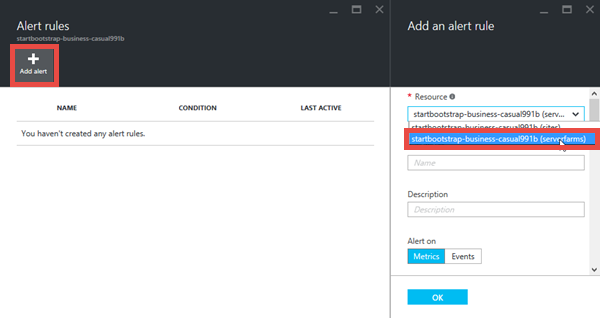 Alert rules
startbootstrap-business-casual991b
Add alert
NAME CONDITION LAST ACTIVE
You haven't created any alert rules.
Add an alert rule
* Resource
startbootstrap-business-casual991b (serv...
startbootstrap-business-casual991b (sites)
startbootstrap-business-casual991b (serverfarms)
Name
Description
Description
Alert on
Metrics Events
OK